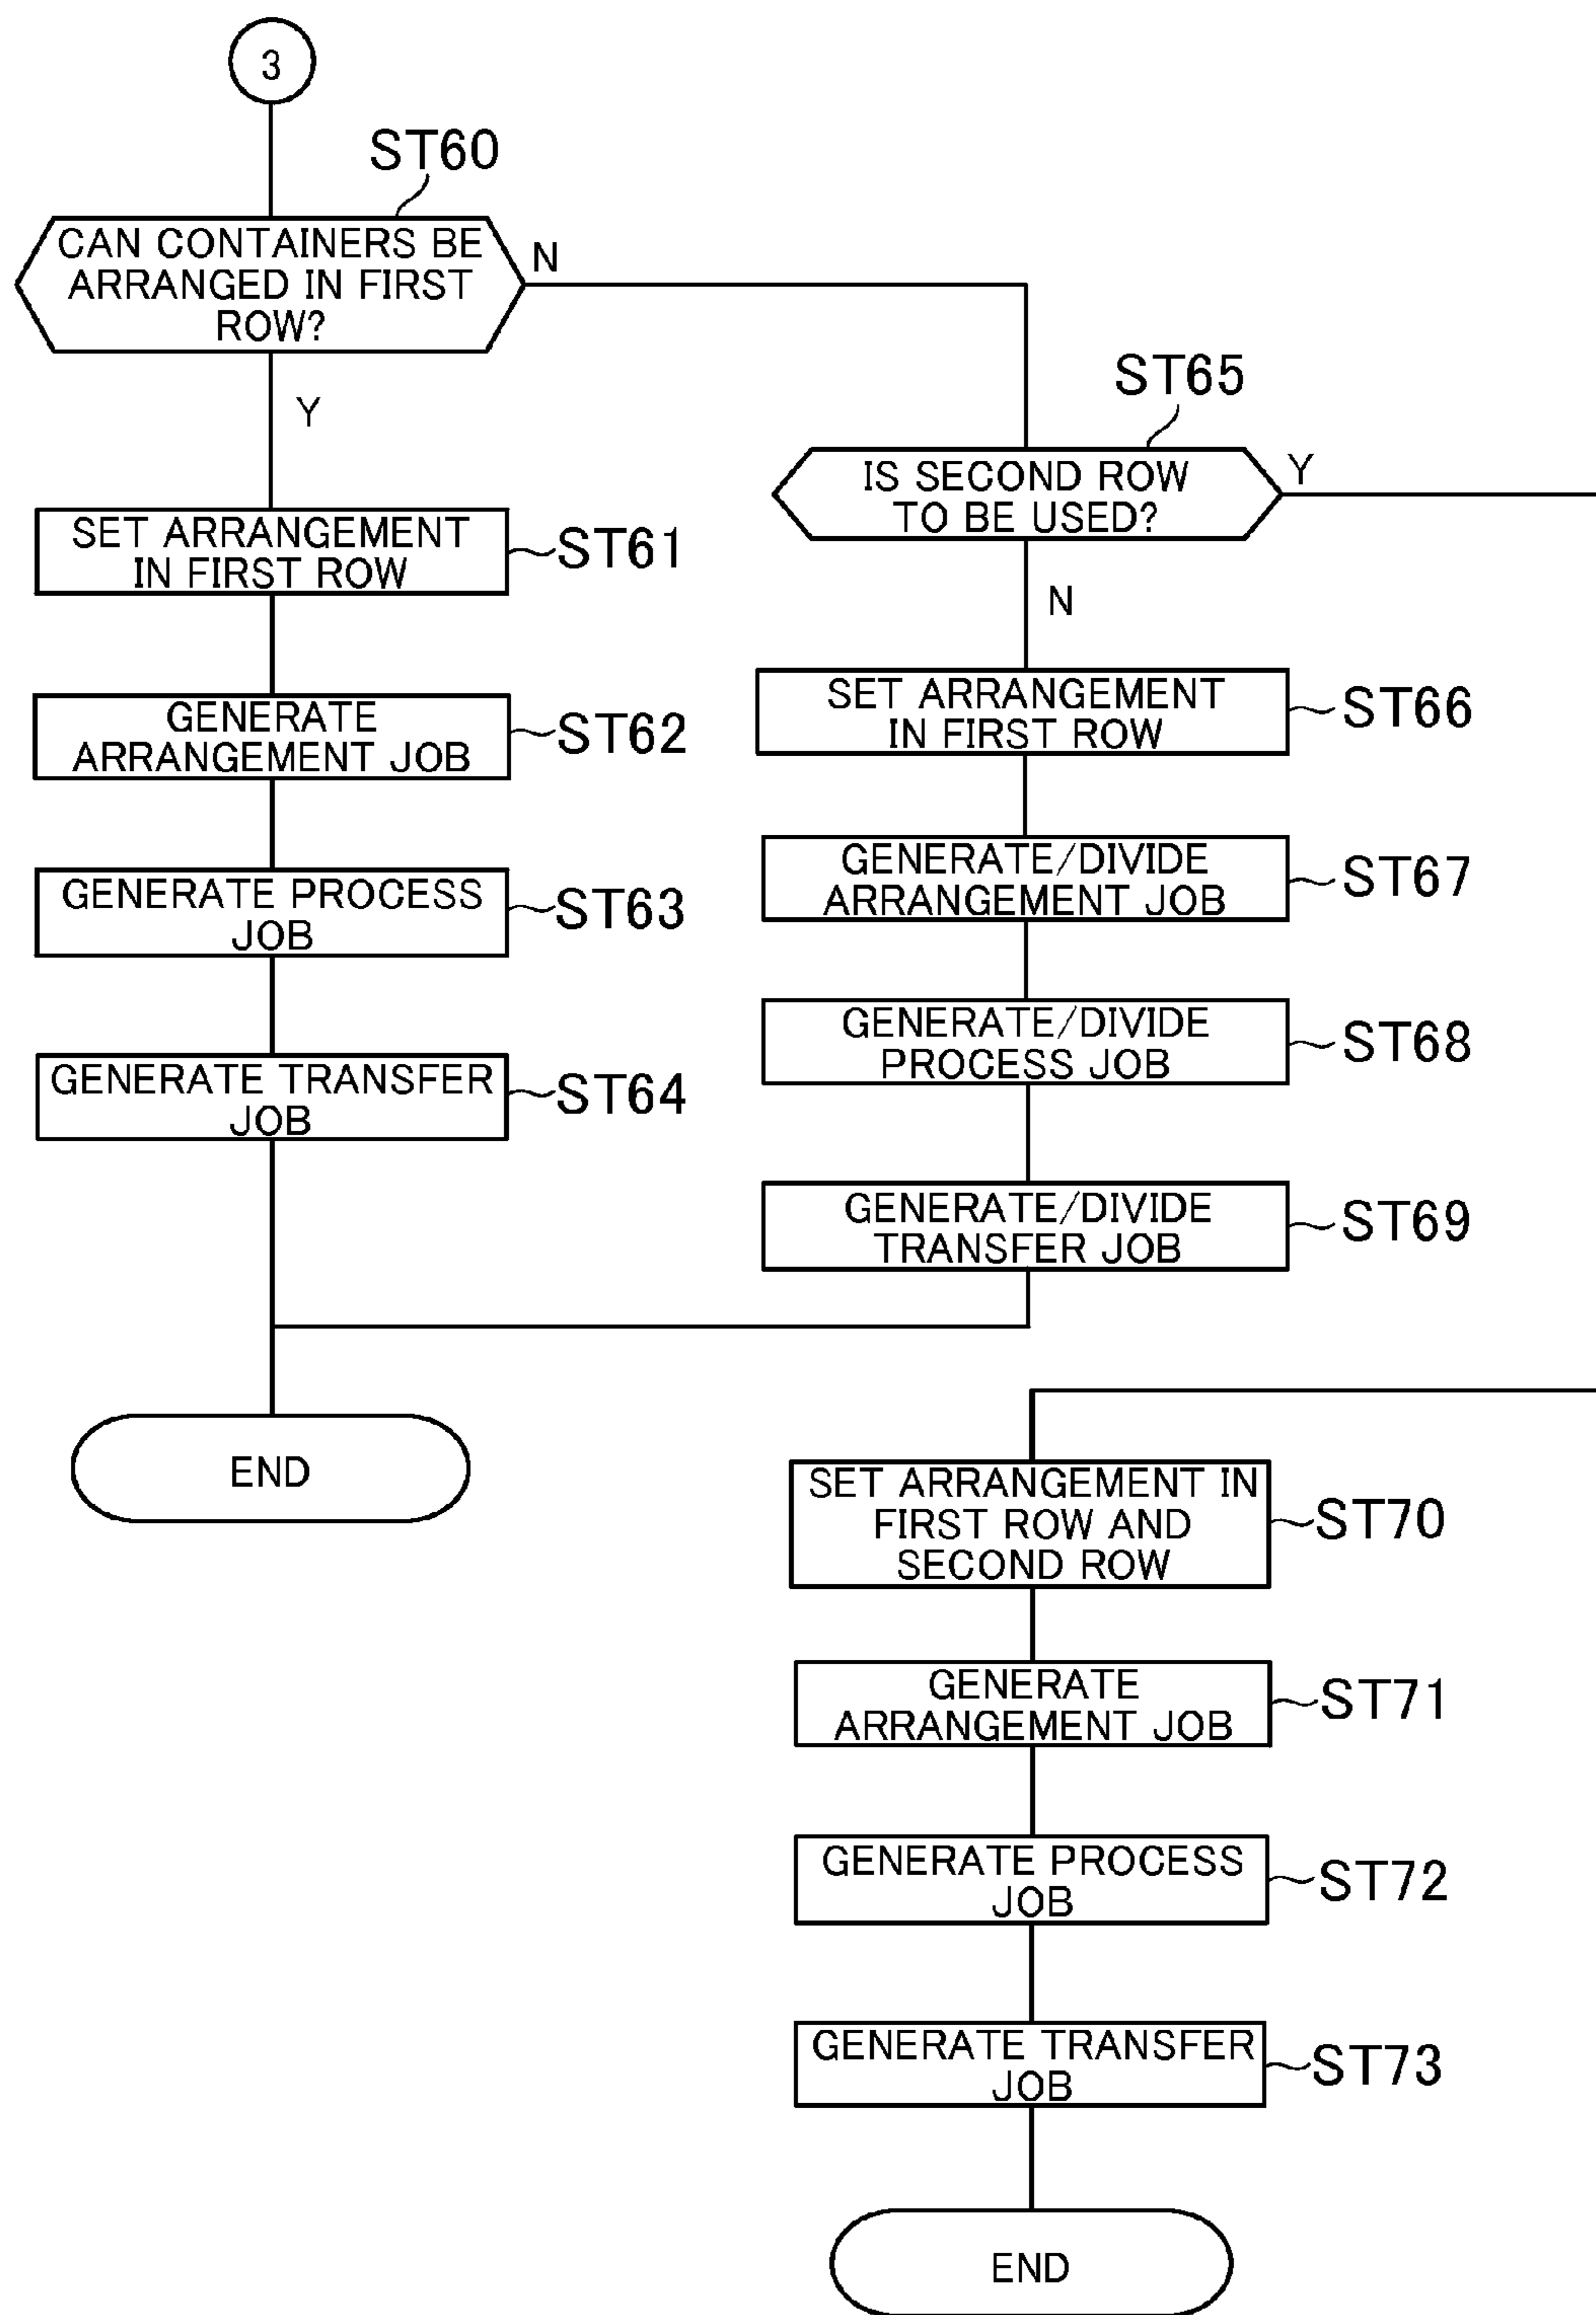 3
ST60
CAN CONTAINERS BE
ARRANGED IN FIRST
ROW?
N
Y
ST61
SET ARRANGEMENT
IN FIRST ROW
ST62
GENERATE
ARRANGEMENT JOB
ST63
GENERATE PROCESS
JOB
ST64
GENERATE TRANSFER
JOB
ST65
IS SECOND ROW
TO BE USED?
Y
N
ST66
SET ARRANGEMENT
IN FIRST ROW
ST67
GENERATE/DIVIDE
ARRANGEMENT JOB
ST68
GENERATE/DIVIDE
PROCESS JOB
ST69
GENERATE/DIVIDE
TRANSFER JOB
END
ST70
SET ARRANGEMENT IN
FIRST ROW AND
SECOND ROW
ST71
GENERATE
ARRANGEMENT JOB
ST72
GENERATE PROCESS
JOB
ST73
GENERATE TRANSFER
JOB
END